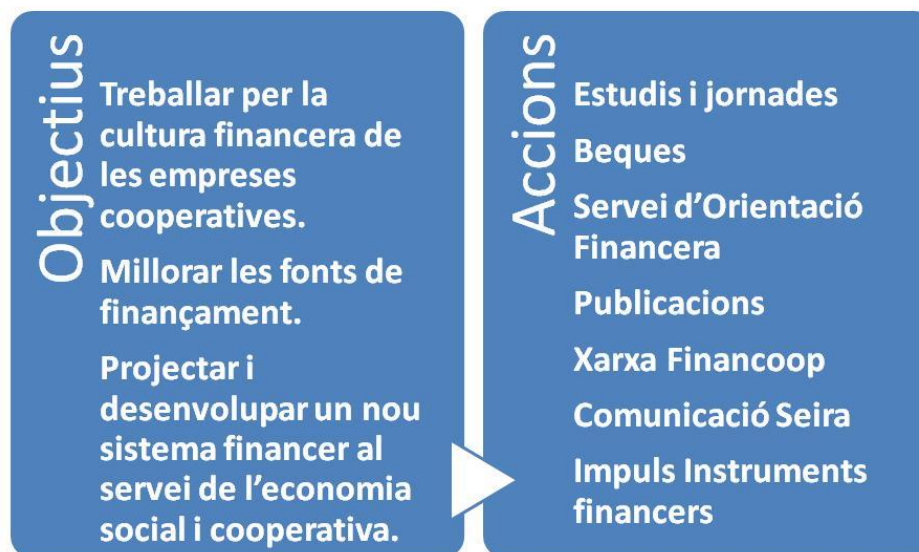 Objectius
Treballar per la
cultura financera de
les empreses
cooperatives.
Millorar les fonts de
finançament.
Projectar i
desenvolupar un nou
sistema financer al
servei de l’economia
social i cooperativa.
Accions
Estudis i jornades
Beques
Servei d’Orientació
Financera
Publicacions
Xarxa Financoop
Comunicació Seira
Impuls Instruments
financers